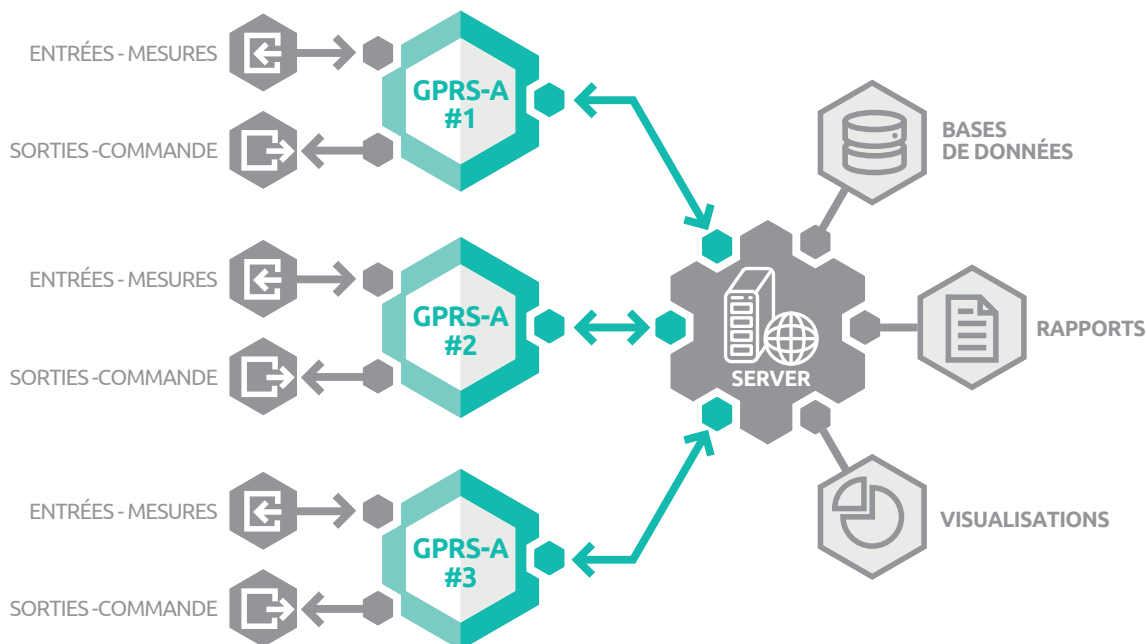 ENTRÉES - MESURES
SORTIES -COMMANDE
GPRS-A
#1
ENTRÉES - MESURES
SORTIES -COMMANDE
GPRS-A
#2
ENTRÉES - MESURES
SORTIES -COMMANDE
GPRS-A
#3
SERVER
BASES
DE DONNÉES
RAPPORTS
VISUALISATIONS